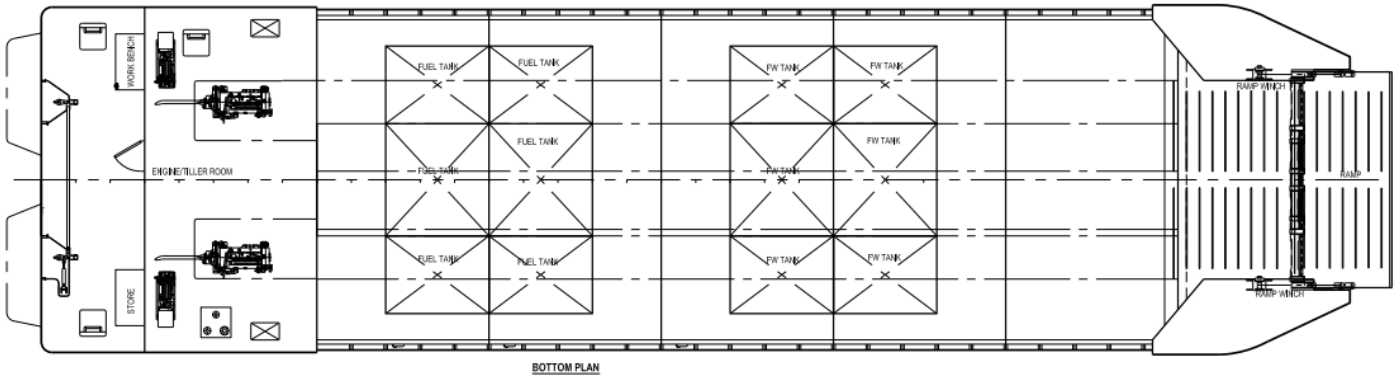 WORK BENCH
STORE
ENGINE/TILLER ROOM
FUEL TANK
FUEL TANK
FUEL TANK
FUEL TANK
FUEL TANK
FUEL TANK
FW TANK
FW TANK
FW TANK
FW TANK
FW TANK
FW TANK
RAMP WINCH
RAMP
RAMP WINCH
BOTTOM PLAN